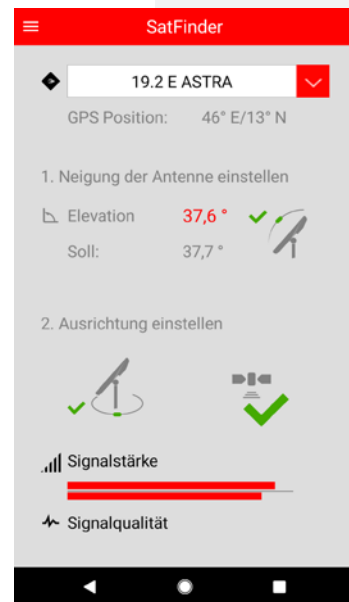 SatFinder
19.2 E ASTRA
GPS Position: 46° E/13° N
1. Neigung der Antenne einstellen
Elevation 37,6 °
Soll: 37,7 °
2. Ausrichtung einstellen
Signalstärke
Signalqualität